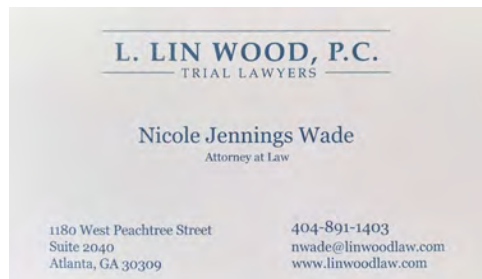 L. LIN WOOD, P.C.
TRIAL LAWYERS
Nicole Jennings Wade
Attorney at Law
1180 West Peachtree Street
Suite 2040
Atlanta, GA 30309
404-891-1403
nwade@linwoodlaw.com
www.linwoodlaw.com